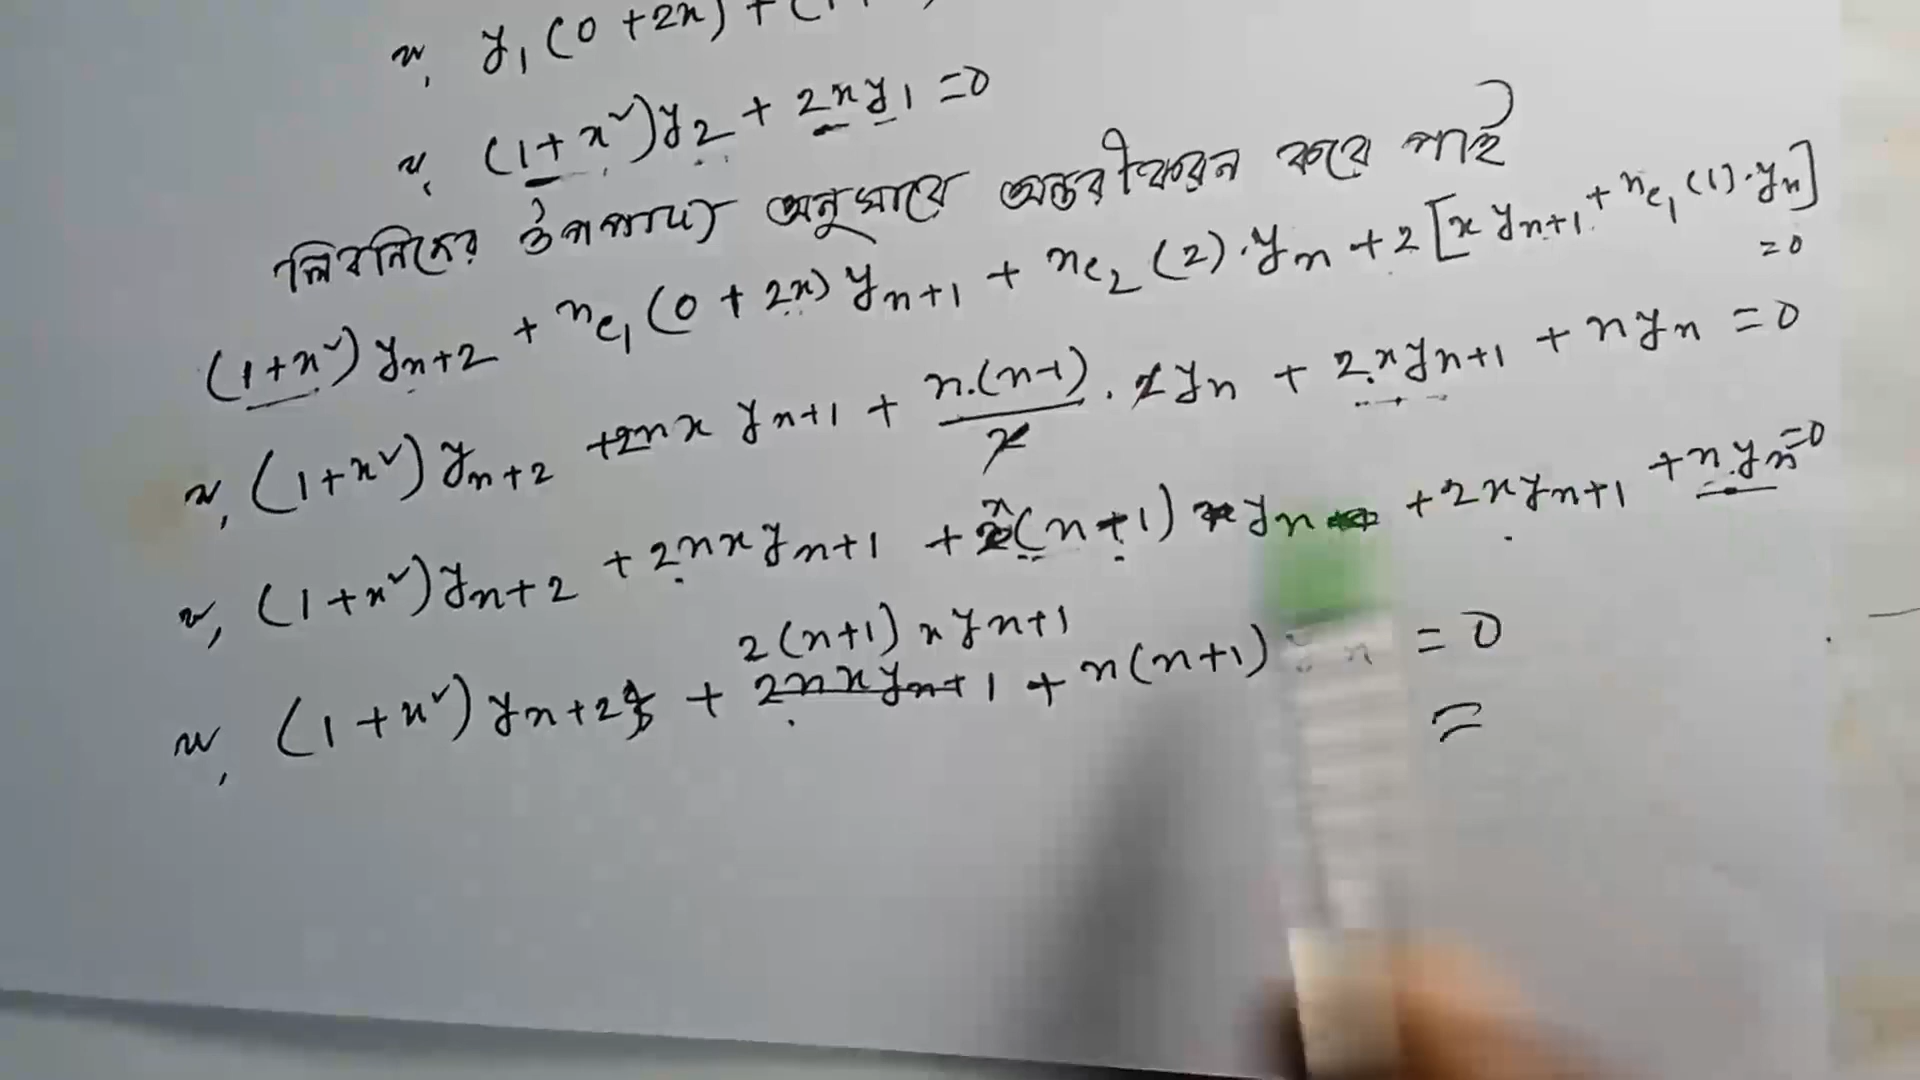 বা, y₁(0+2x)+(1
বা, (1+x²)y₂ + 2xy₁ =0
লিবনিজের উপপাদ্য অনুসারে অন্তরীকরন করে পাই
(1+x²) yₙ₊₂ + ⁿc₁ (0+2x) yₙ₊₁ + ⁿc₂ (2).yₙ + 2[x yₙ₊₁ + ⁿc₁ (1).yₙ] =0
বা, (1+x²) yₙ₊₂ +2nx yₙ₊₁ + n.(n-1)/2 . 2yₙ + 2xyₙ₊₁ + nyₙ =0
বা, (1+x²)yₙ₊₂ + 2nxyₙ₊₁ + n(n+1) yₙ +2xyₙ₊₁ +nyₙ=0
2(n+1) xyₙ₊₁
বা, (1+x²) yₙ₊₂ + 2nxyₙ₊₁ + n(n+1) n = 0
=